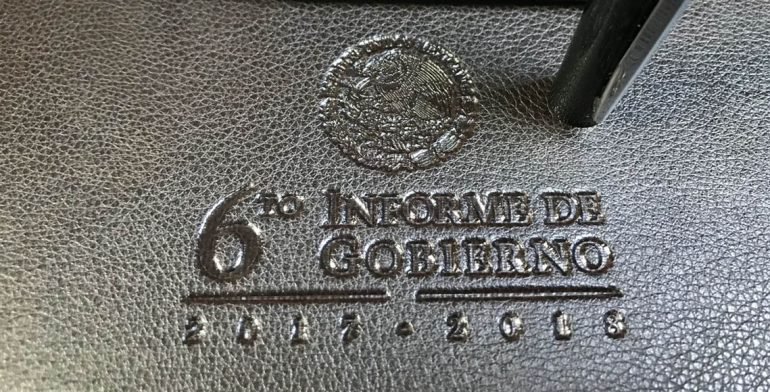 6TO INFORME DE
GOBIERNO
2017-2018